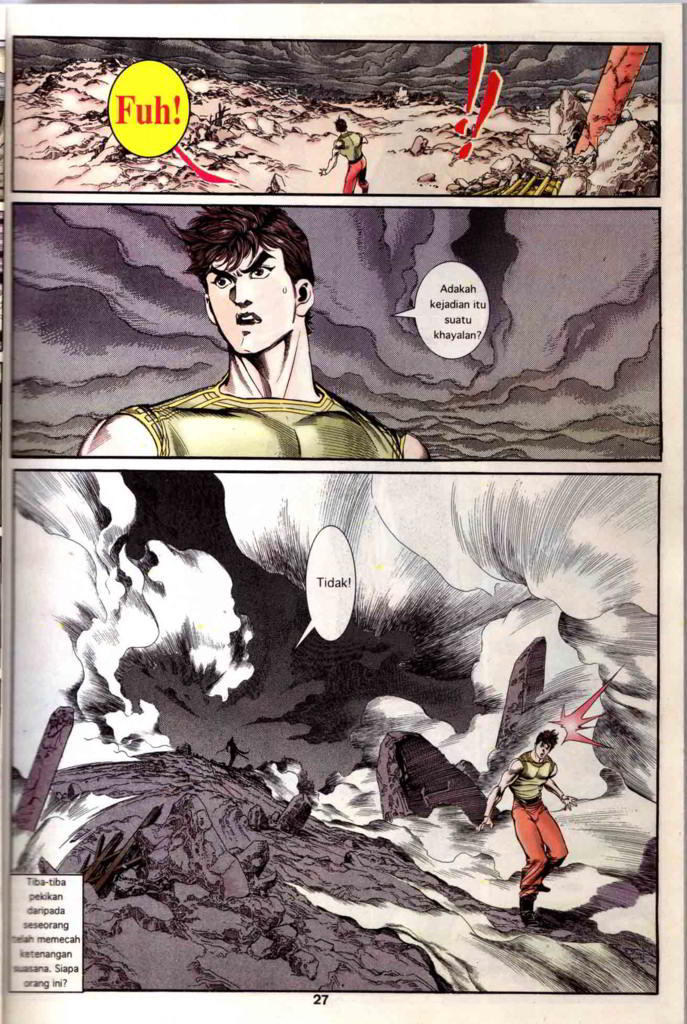 Fuh!
!!
Adakah
kejadian itu
suatu
khayalan?
Tidak!
Tiba-tiba
pekikan
daripada
seseorang
telah memecah
ketenangan
suasana. Siapa
orang ini?
27